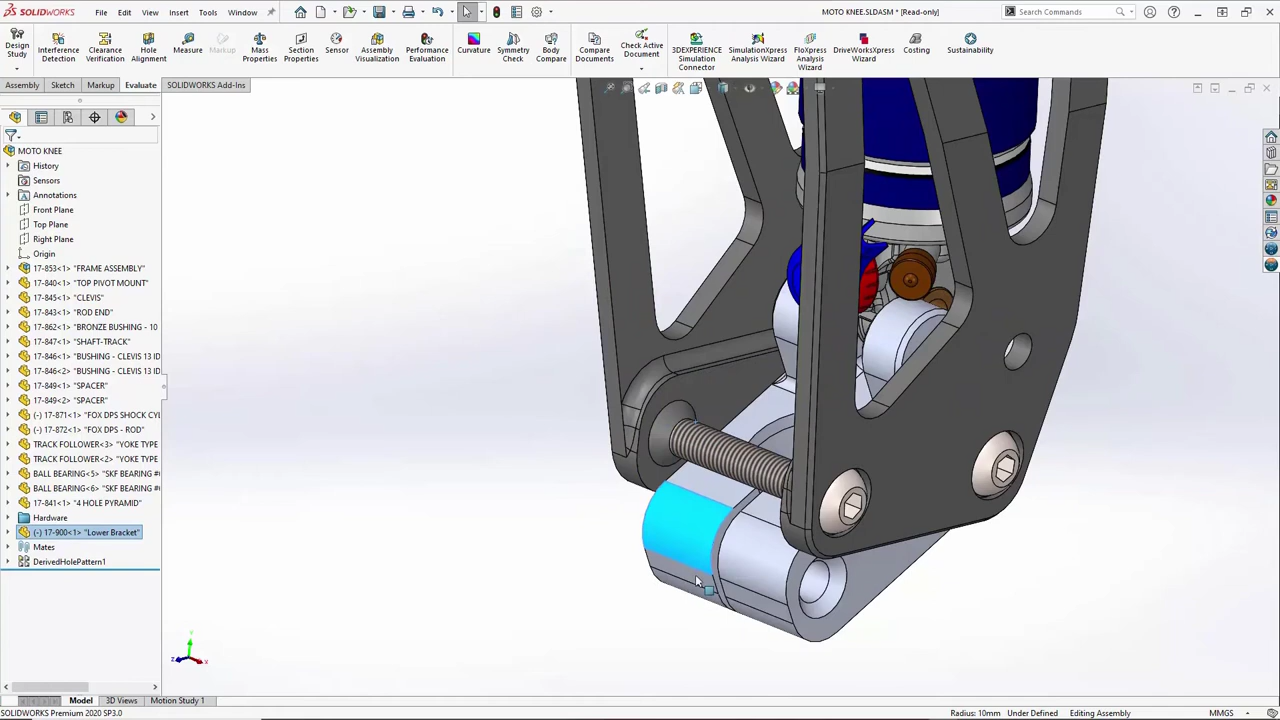 SOLIDWORKS File Edit View Insert Tools Window MOTO KNEE.SLDASM * [Read-only] Search Commands
Design Study Interference Detection Clearance Verification Hole Alignment Measure Markup Mass Properties Section Properties Sensor Assembly Visualization Performance Evaluation Curvature Symmetry Check Body Compare Compare Documents Check Active Document 3DEXPERIENCE Simulation Connector SimulationXpress Analysis Wizard FloXpress Analysis Wizard DriveWorksXpress Wizard Costing Sustainability
Assembly Sketch Markup Evaluate SOLIDWORKS Add-Ins
MOTO KNEE
History
Sensors
Annotations
Front Plane
Top Plane
Right Plane
Origin
17-853<1> "FRAME ASSEMBLY"
17-840<1> "TOP PIVOT MOUNT"
17-845<1> "CLEVIS"
17-843<1> "ROD END"
17-862<1> "BRONZE BUSHING - 10
17-847<1> "SHAFT-TRACK"
17-846<1> "BUSHING - CLEVIS 13 ID
17-846<2> "BUSHING - CLEVIS 13 ID
17-849<1> "SPACER"
17-849<2> "SPACER"
(-) 17-871<1> "FOX DPS SHOCK CYL
(-) 17-872<1> "FOX DPS - ROD"
TRACK FOLLOWER<3> "YOKE TYPE
TRACK FOLLOWER<2> "YOKE TYPE
BALL BEARING<5> "SKF BEARING #
BALL BEARING<6> "SKF BEARING #
17-841<1> "4 HOLE PYRAMID"
Hardware
(-) 17-900<1> "Lower Bracket"
Mates
DerivedHolePattern1
Y
Z X
Model 3D Views Motion Study 1
SOLIDWORKS Premium 2020 SP3.0 Radius: 10mm Under Defined Editing Assembly MMGS